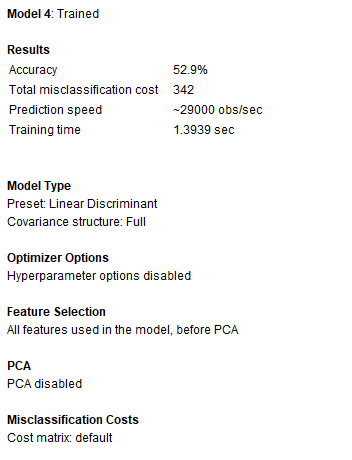 Model 4: Trained
Results
Accuracy 52.9%
Total misclassification cost 342
Prediction speed ~29000 obs/sec
Training time 1.3939 sec
Model Type
Preset: Linear Discriminant
Covariance structure: Full
Optimizer Options
Hyperparameter options disabled
Feature Selection
All features used in the model, before PCA
PCA
PCA disabled
Misclassification Costs
Cost matrix: default